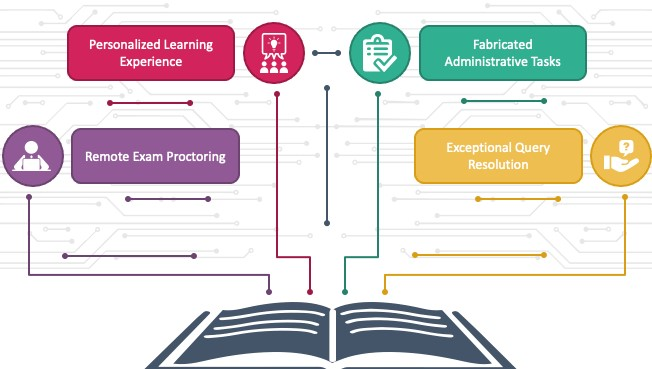 Personalized Learning
Experience
Fabricated
Administrative Tasks
Remote Exam Proctoring
Exceptional Query
Resolution
?